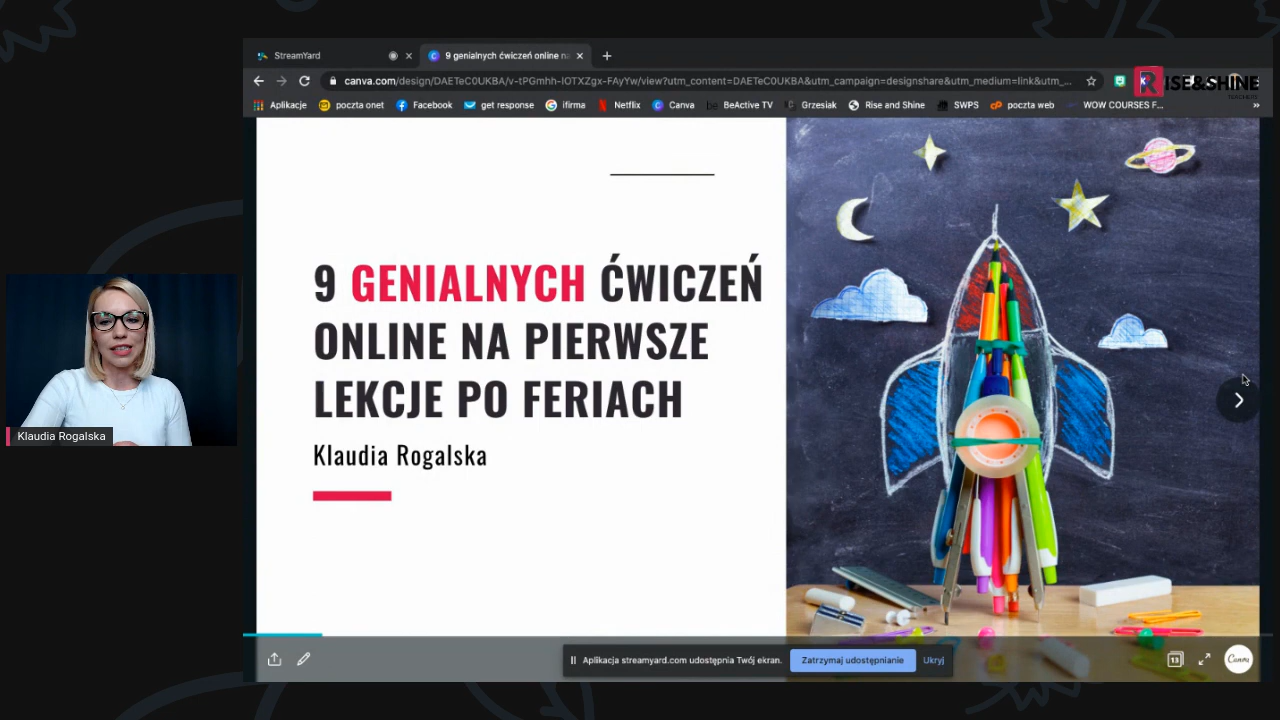 StreamYard
9 genialnych ćwiczeń online na
canva.com/design/DAETeC0UKBA/v-tPGmhh-IOTXZgx-FAyYw/view?utm_content=DAETeC0UKBA&utm_campaign=designshare&utm_medium=link&utm_...
Aplikacje poczta onet Facebook get response ifirma Netflix Canva BeActive TV Grzesiak Rise and Shine SWPS poczta web WOW COURSES F...
RISE&SHINE
TEACHERS
9 GENIALNYCH ĆWICZEŃ
ONLINE NA PIERWSZE
LEKCJE PO FERIACH
Klaudia Rogalska
Klaudia Rogalska
Aplikacja streamyard.com udostępnia Twój ekran. Zatrzymaj udostępnianie Ukryj
13
Canva